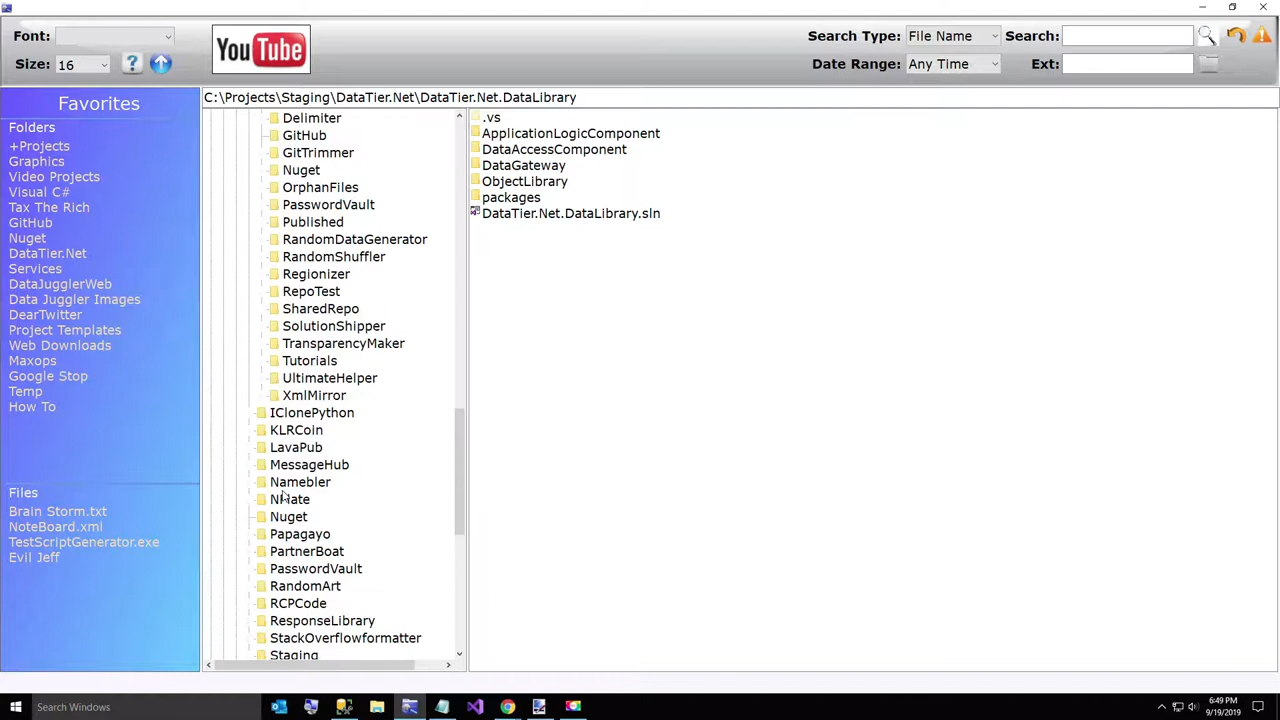 Font:
Size: 16
?
YouTube
Search Type: File Name
Search:
Date Range: Any Time
Ext:
Favorites
Folders
+Projects
Graphics
Video Projects
Visual C#
Tax The Rich
GitHub
Nuget
DataTier.Net
Services
DataJugglerWeb
Data Juggler Images
DearTwitter
Project Templates
Web Downloads
Maxops
Google Stop
Temp
How To
Files
Brain Storm.txt
NoteBoard.xml
TestScriptGenerator.exe
Evil Jeff
C:\Projects\Staging\DataTier.Net\DataTier.Net.DataLibrary
Delimiter
GitHub
GitTrimmer
Nuget
OrphanFiles
PasswordVault
Published
RandomDataGenerator
RandomShuffler
Regionizer
RepoTest
SharedRepo
SolutionShipper
TransparencyMaker
Tutorials
UltimateHelper
XmlMirror
IClonePython
KLRCoin
LavaPub
MessageHub
Namebler
Nuget
Papagayo
PartnerBoat
PasswordVault
RandomArt
RCPCode
ResponseLibrary
StackOverflowformatter
Staging
.vs
ApplicationLogicComponent
DataAccessComponent
DataGateway
ObjectLibrary
packages
DataTier.Net.DataLibrary.sln
Search Windows
6:49 PM
9/19/2019